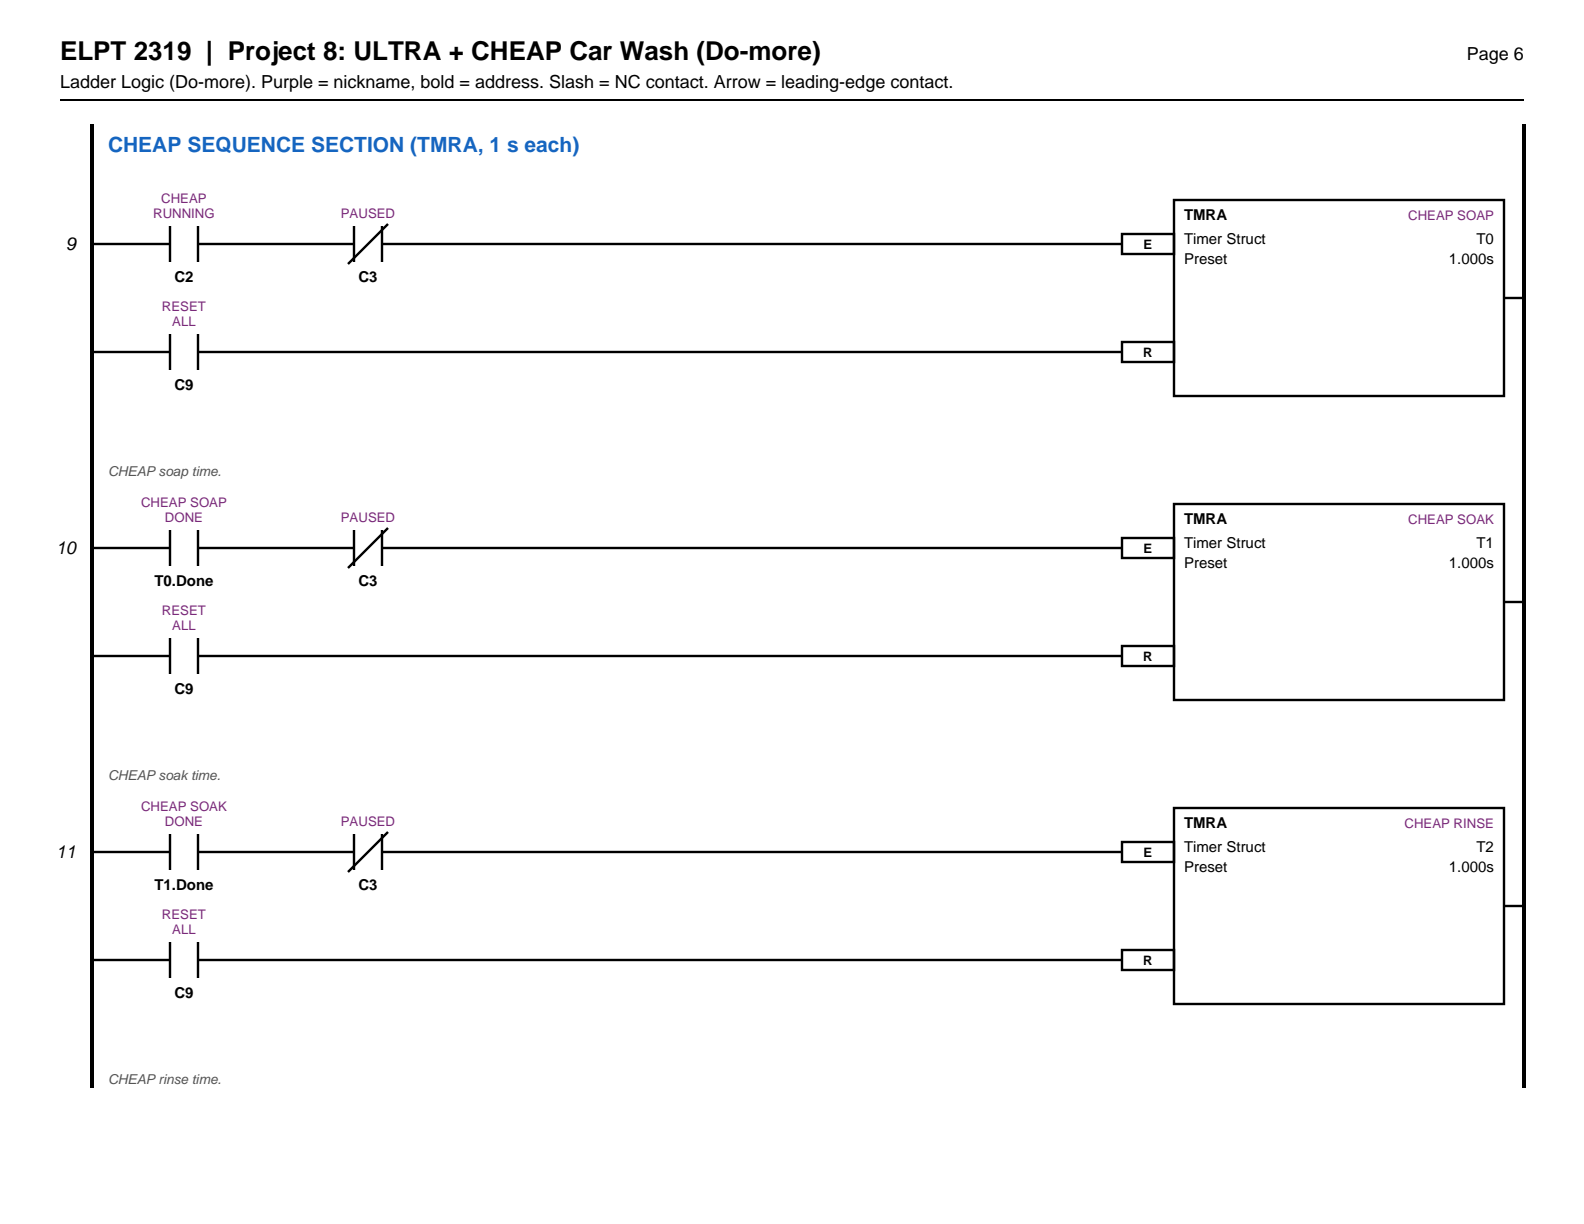 ELPT 2319 | Project 8: ULTRA + CHEAP Car Wash (Do-more)
Page 6
Ladder Logic (Do-more). Purple = nickname, bold = address. Slash = NC contact. Arrow = leading-edge contact.
CHEAP SEQUENCE SECTION (TMRA, 1 s each)
CHEAP
RUNNING
PAUSED
9
C2
C3
E
TMRA CHEAP SOAP
Timer Struct T0
Preset 1.000s
RESET
ALL
C9
R
CHEAP soap time.
CHEAP SOAP
DONE
PAUSED
10
T0.Done
C3
E
TMRA CHEAP SOAK
Timer Struct T1
Preset 1.000s
RESET
ALL
C9
R
CHEAP soak time.
CHEAP SOAK
DONE
PAUSED
11
T1.Done
C3
E
TMRA CHEAP RINSE
Timer Struct T2
Preset 1.000s
RESET
ALL
C9
R
CHEAP rinse time.